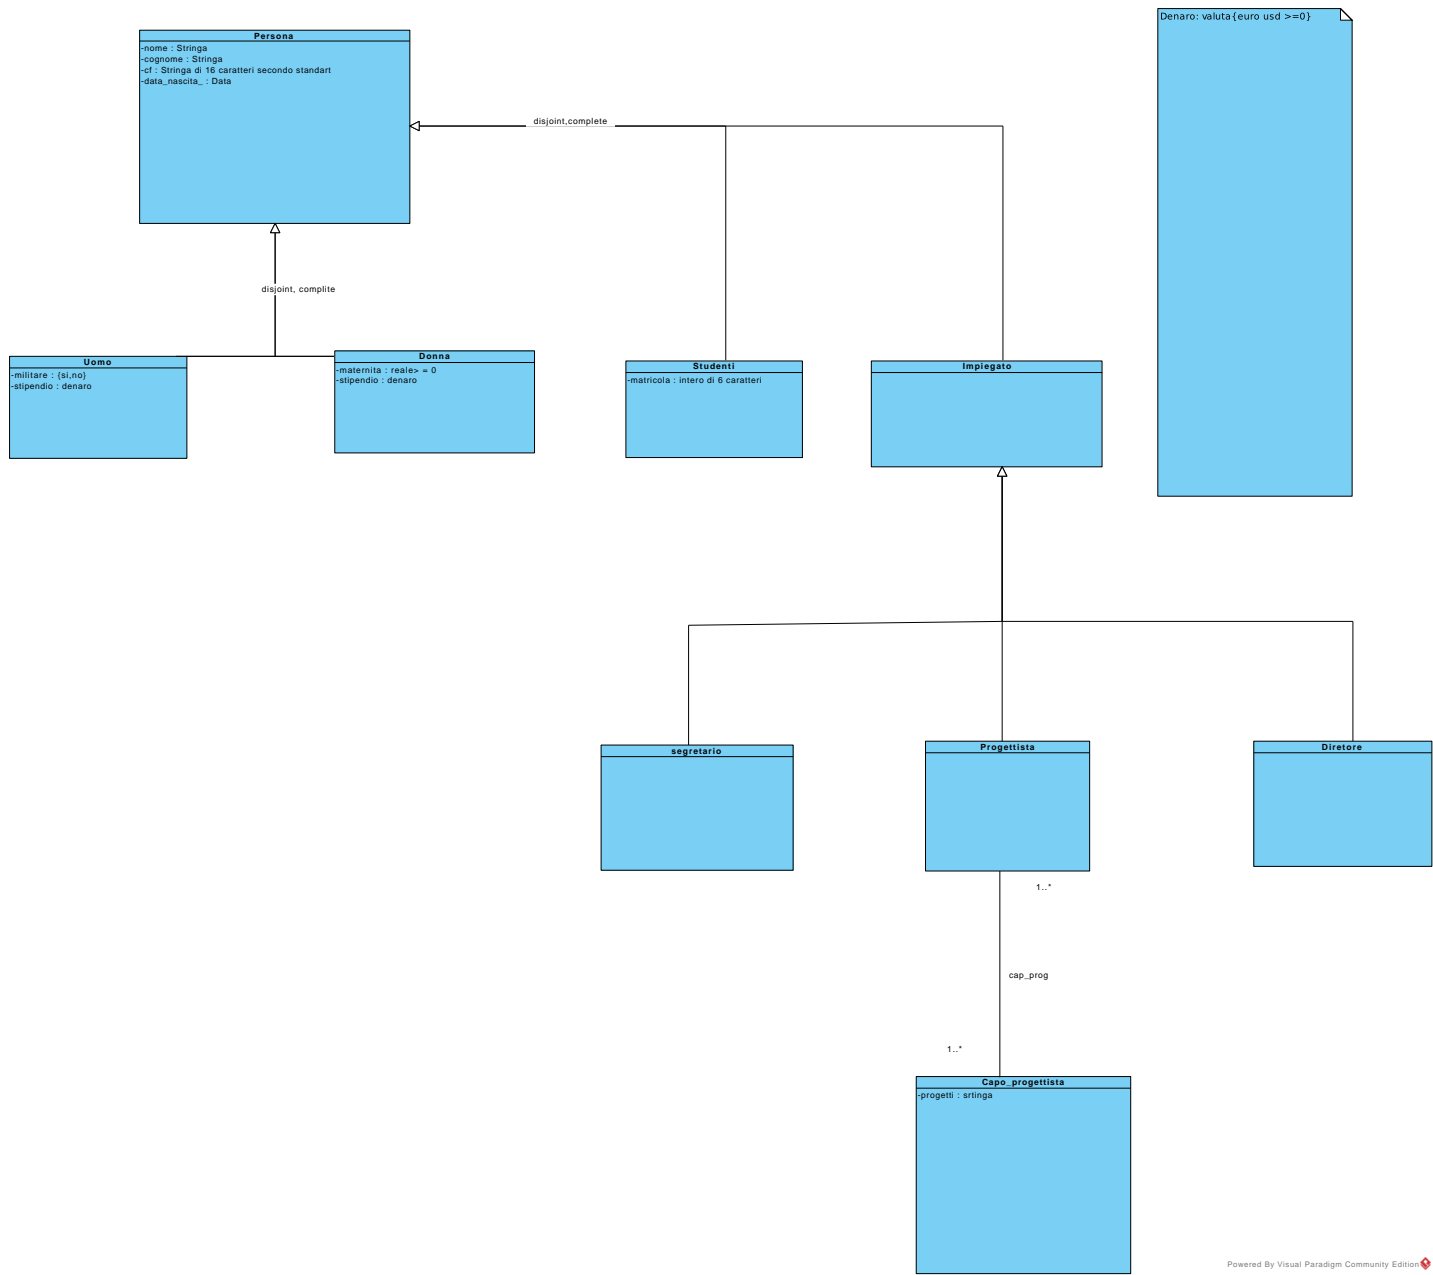 Denaro: valuta{euro usd >=0}
Persona
-nome : Stringa
-cognome : Stringa
-cf : Stringa di 16 caratteri secondo standart
-data_nascita_ : Data
disjoint,complete
disjoint, complite
Uomo
-militare : {si,no}
-stipendio : denaro
Donna
-maternita : reale> = 0
-stipendio : denaro
Studenti
-matricola : intero di 6 caratteri
Impiegato
segretario
Progettista
Diretore
1..*
cap_prog
1..*
Capo_progettista
-progetti : srtinga
Powered By Visual Paradigm Community Edition